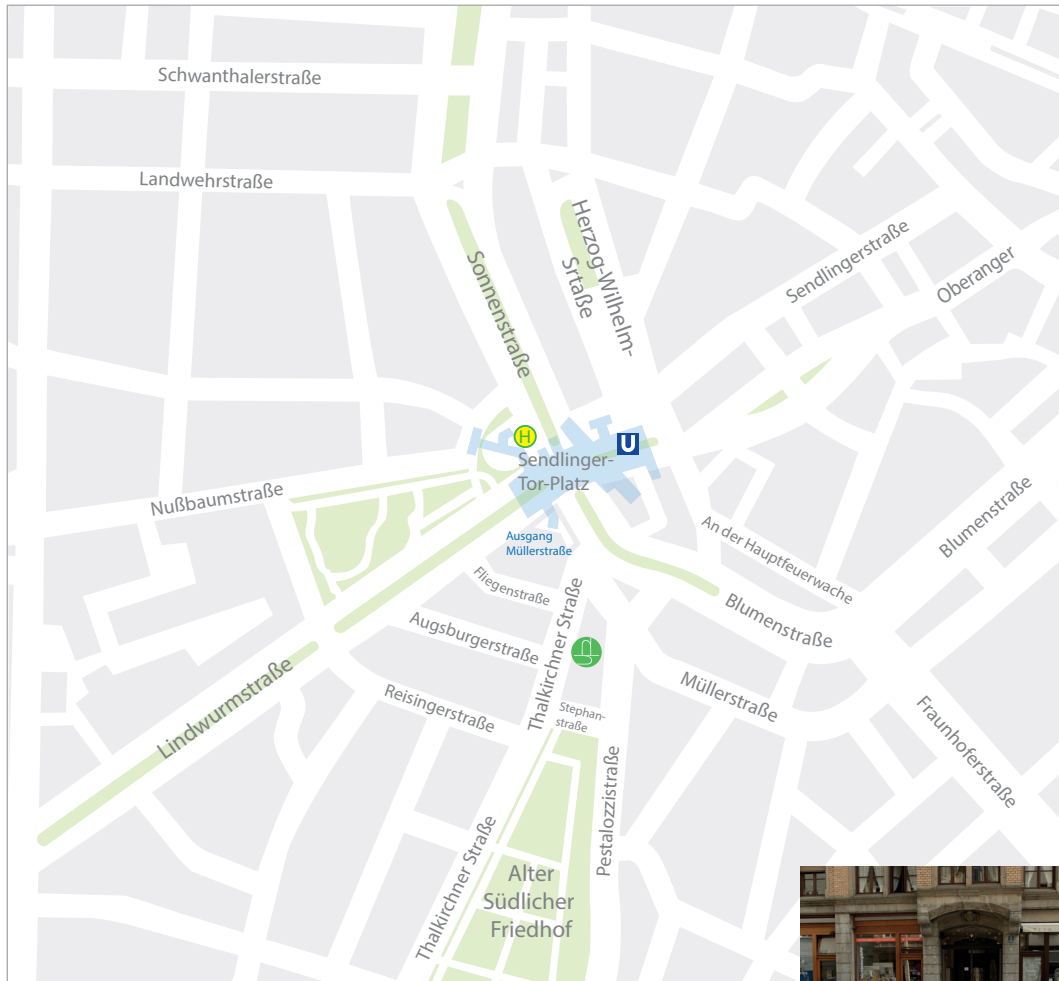 Schwanthalerstraße
Landwehrstraße
Herzog-Wilhelm-
Srtaße
Sendlingerstraße
Oberanger
Sonnenstraße
H
U
Sendlinger-
Tor-Platz
Nußbaumstraße
Ausgang
Müllerstraße
An der Hauptfeuerwache
Blumenstraße
Fliegenstraße
Thalkirchner Straße
Blumenstraße
Augsburgerstraße
Lindwurmstraße
Reisingerstraße
Stephan-
straße
Müllerstraße
Fraunhoferstraße
Pestalozzistraße
Thalkirchner Straße
Alter
Südlicher
Friedhof